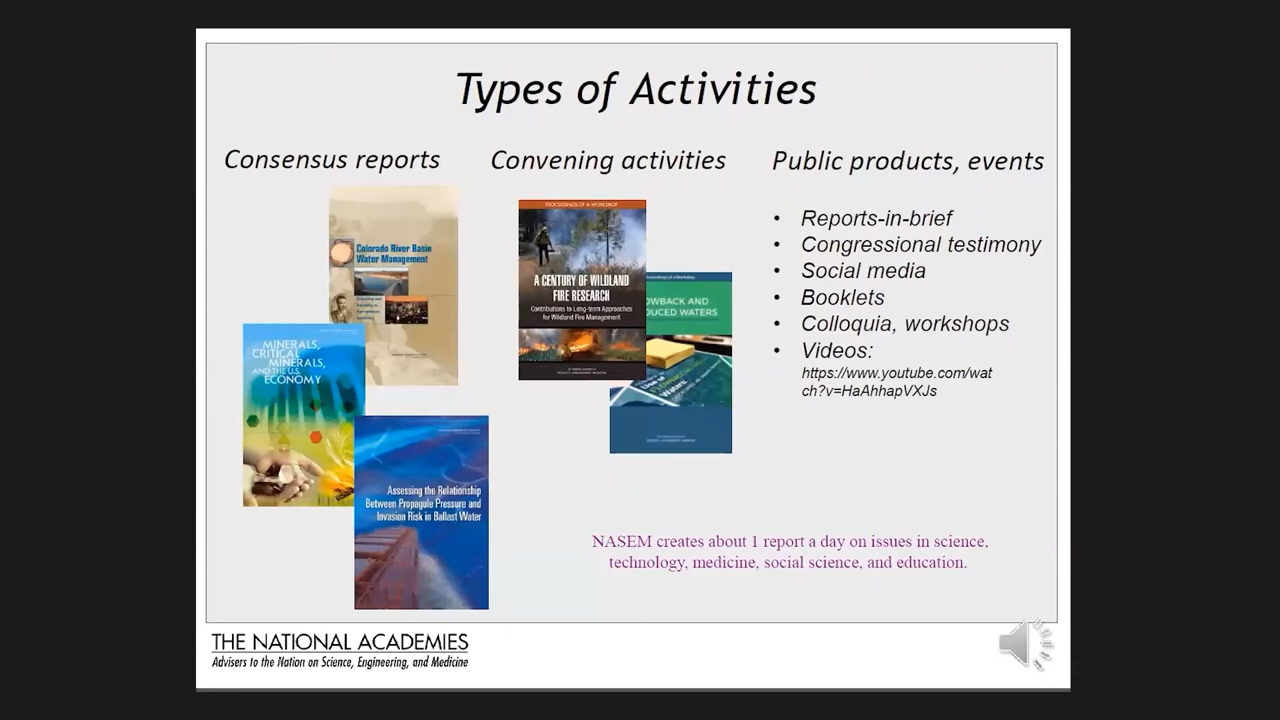 Types of Activities
Consensus reports
Convening activities
Public products, events
Colorado River Basin
Water Management
MINERALS,
CRITICAL
MINERALS,
AND THE U.S.
ECONOMY
Assessing the Relationship
Between Propagule Pressure and
Invasion Risk in Ballast Water
PROCEEDINGS OF A WORKSHOP
A CENTURY OF WILDLAND
FIRE RESEARCH
Contributions to Long-term Approaches
for Wildland Fire Management
Proceedings of a Workshop
OWBACK AND
DUCED WATERS
• Reports-in-brief
• Congressional testimony
• Social media
• Booklets
• Colloquia, workshops
• Videos:
https://www.youtube.com/wat
ch?v=HaAhhapVXJs
NASEM creates about 1 report a day on issues in science,
technology, medicine, social science, and education.
THE NATIONAL ACADEMIES
Advisers to the Nation on Science, Engineering, and Medicine